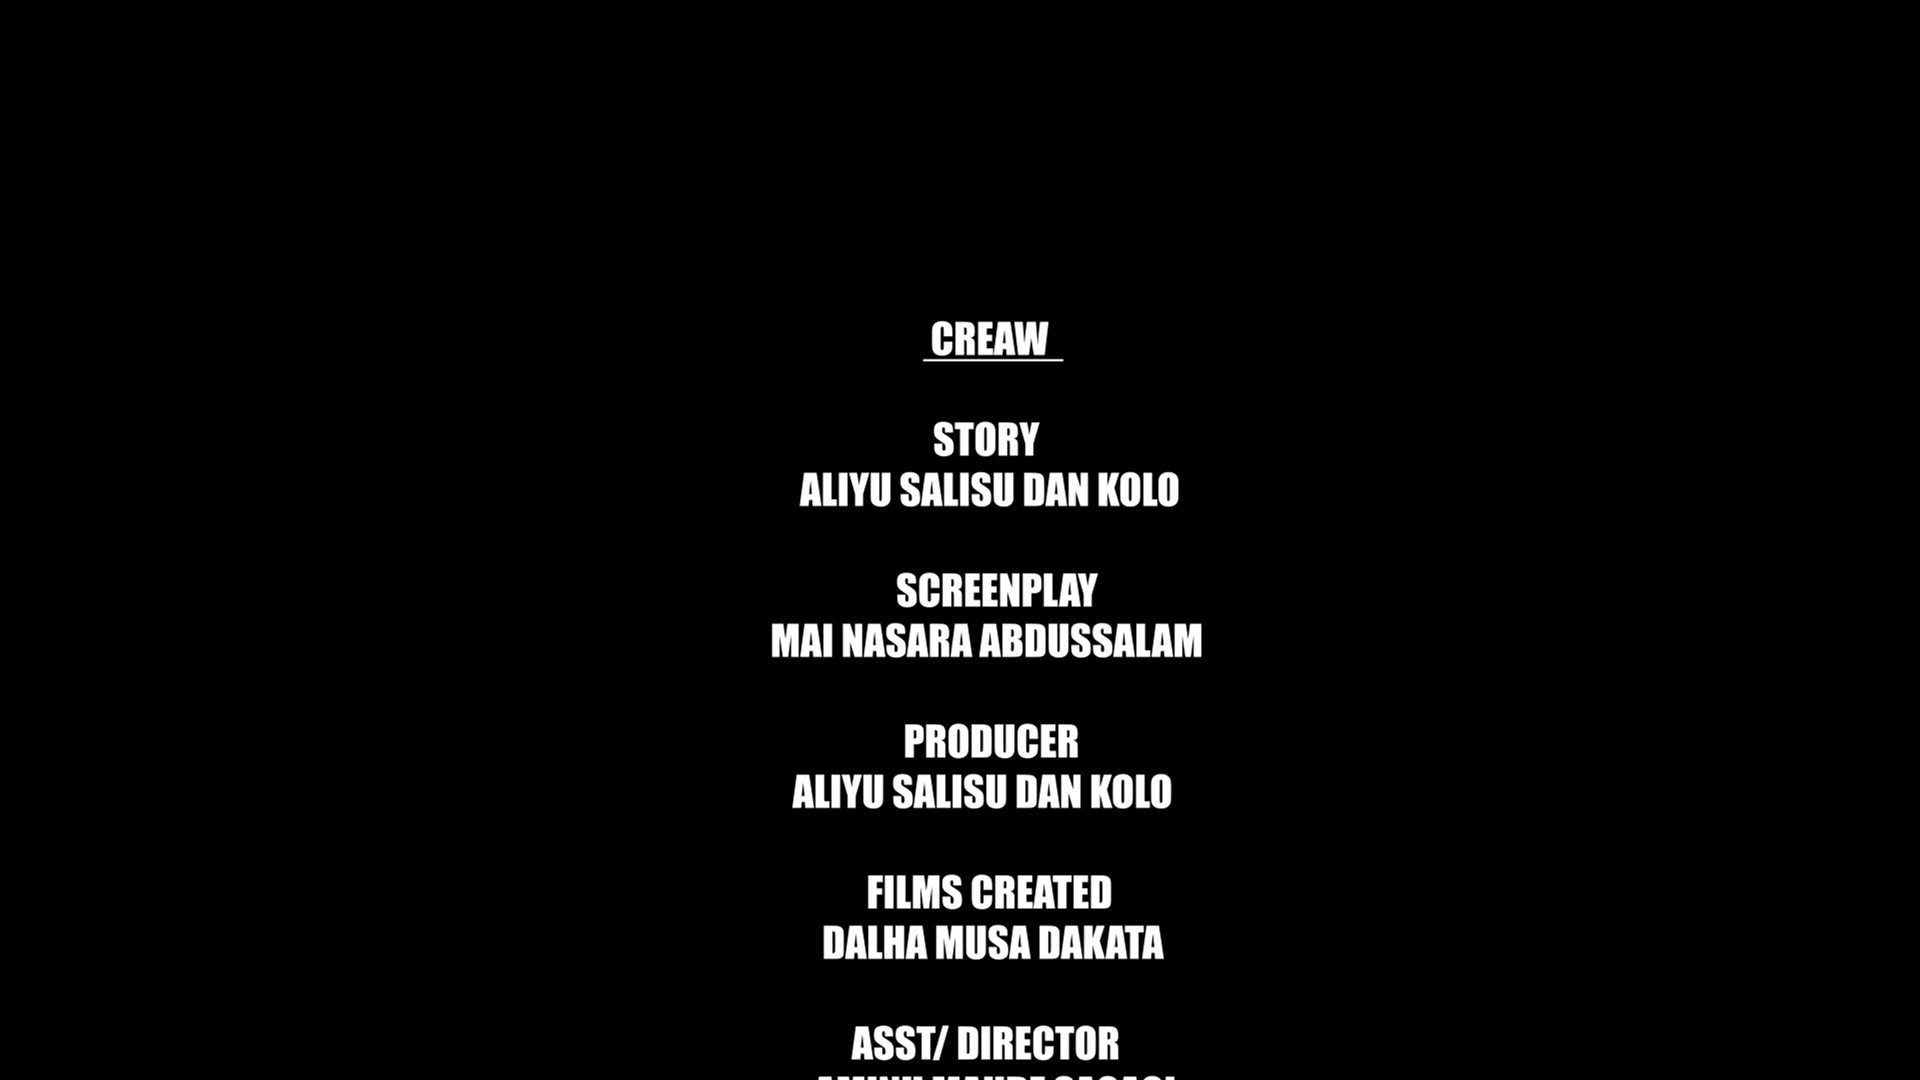 CREAW
STORY
ALIYU SALISU DAN KOLO
SCREENPLAY
MAI NASARA ABDUSSALAM
PRODUCER
ALIYU SALISU DAN KOLO
FILMS CREATED
DALHA MUSA DAKATA
ASST/ DIRECTOR